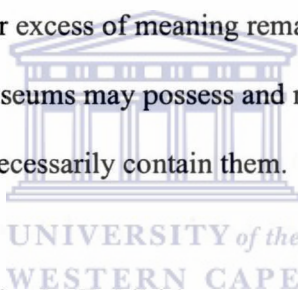 r excess of meaning rema
seums may possess and r
ecessarily contain them.
UNIVERSITY of the
WESTERN CAPE